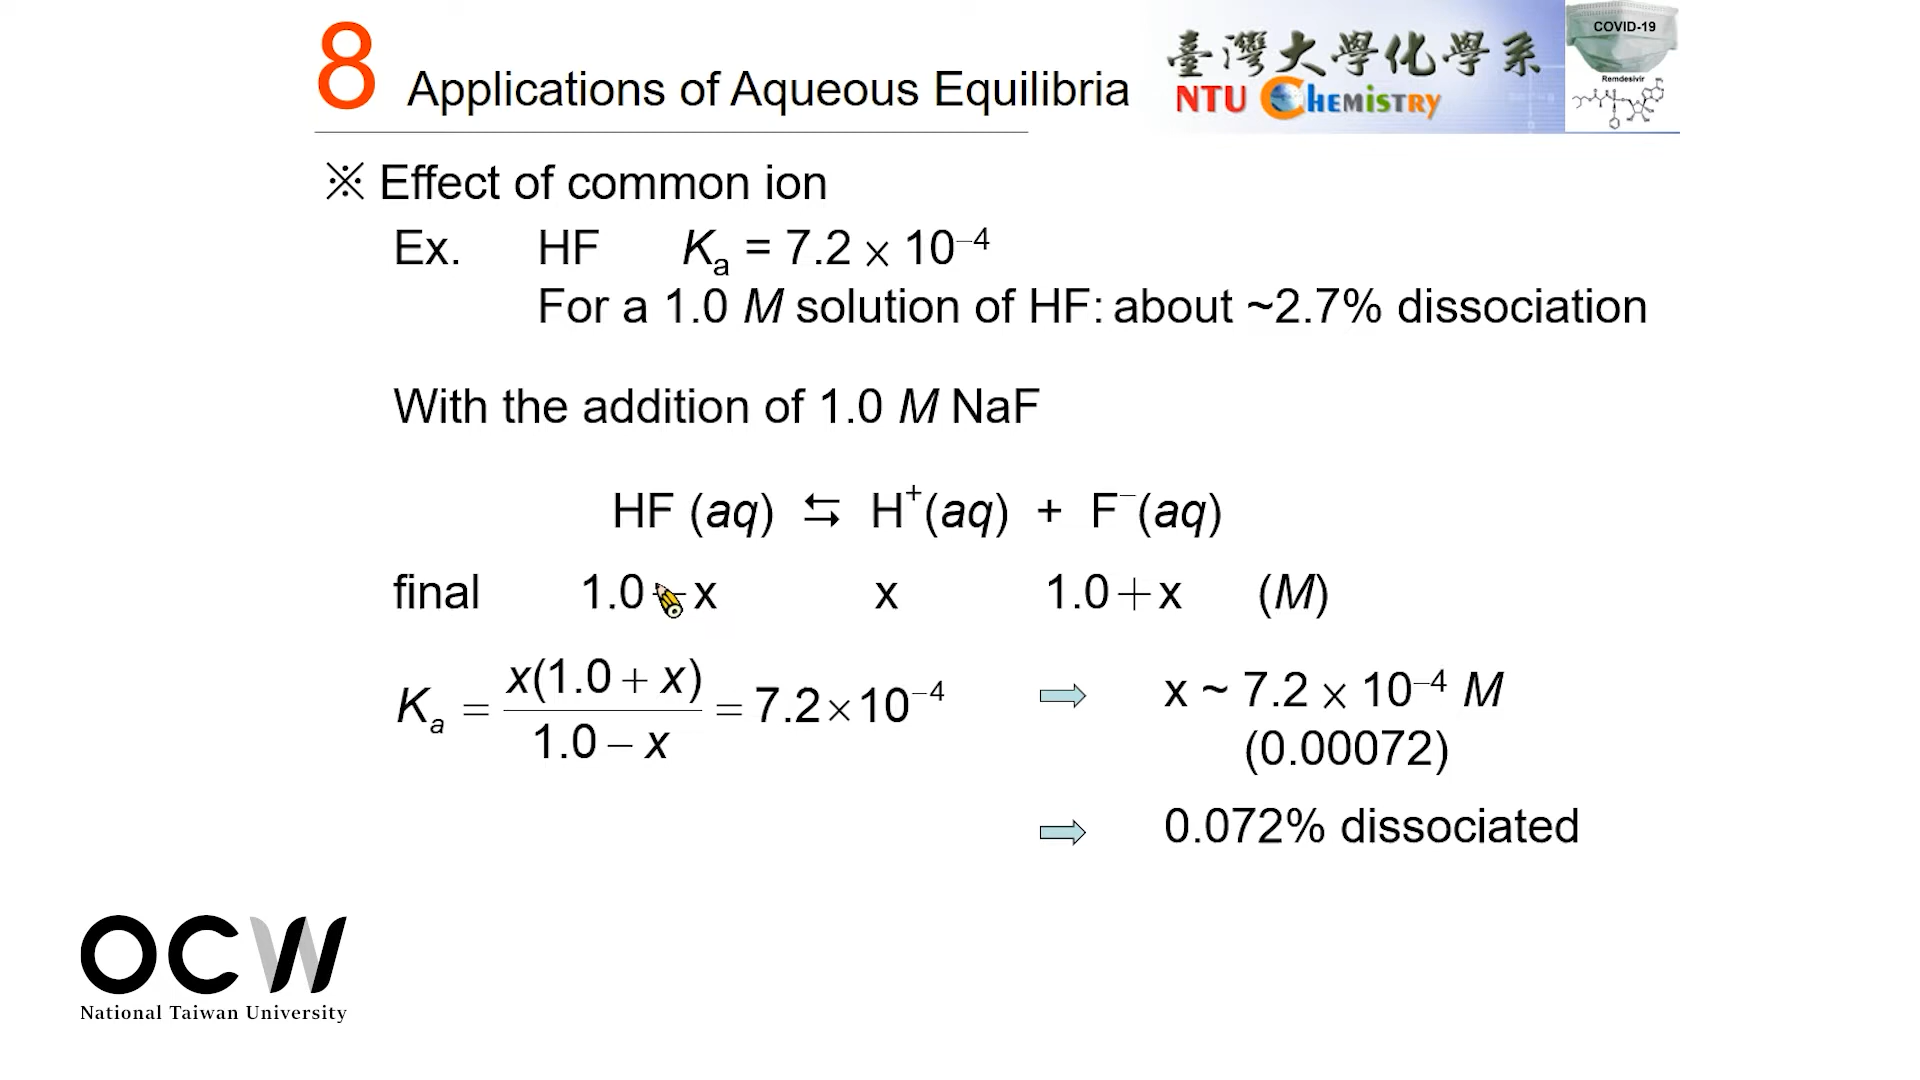 8 Applications of Aqueous Equilibria
臺灣大學化學系
NTU CHEMISTRY
COVID-19
Remdesivir
※ Effect of common ion
Ex. HF Kₐ = 7.2 × 10⁻⁴
For a 1.0 M solution of HF: about ~2.7% dissociation
With the addition of 1.0 M NaF
HF (aq) ⇆ H⁺(aq) + F⁻(aq)
final 1.0 − x x 1.0+x (M)
Kₐ = x(1.0 + x) / 1.0 − x = 7.2×10⁻⁴ ⇨ x ~ 7.2 × 10⁻⁴ M
(0.00072)
⇨ 0.072% dissociated
OCW
National Taiwan University